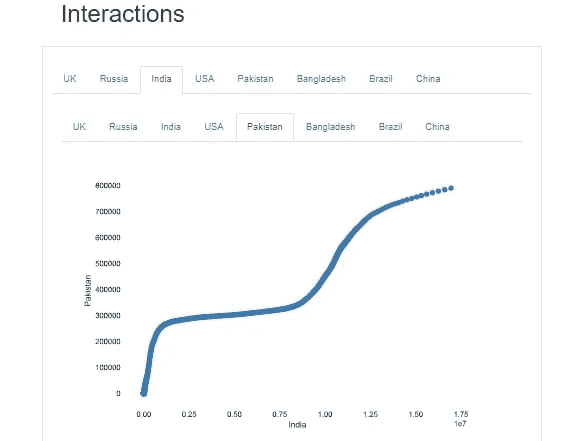 Interactions
UK Russia India USA Pakistan Bangladesh Brazil China
UK Russia India USA Pakistan Bangladesh Brazil China
800000
700000
600000
500000
400000
300000
200000
100000
0
Pakistan
0.00 0.25 0.50 0.75 1.00 1.25 1.50 1.75
India 1e7